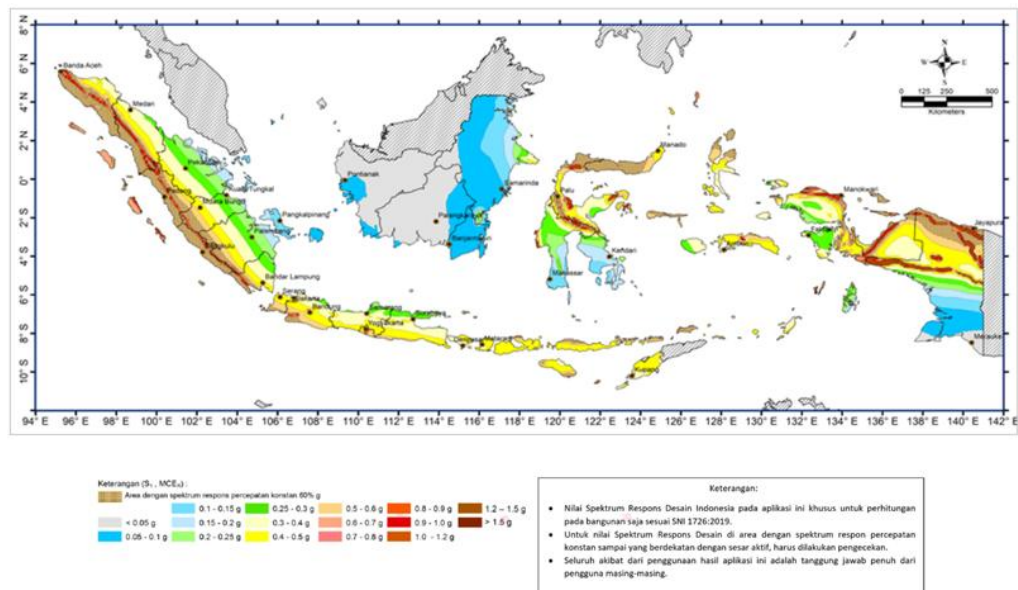 8° N
6° N
4° N
2° N
0°
2° S
4° S
6° S
8° S
10° S
94° E 96° E 98° E 100° E 102° E 104° E 106° E 108° E 110° E 112° E 114° E 116° E 118° E 120° E 122° E 124° E 126° E 128° E 130° E 132° E 134° E 136° E 138° E 140° E 142° E
N
W E
S
0 125 250 500
Kilometers
Banda Aceh
Medan
Padang
Bandar Lampung
Serang
Bandung
Semarang
Yogyakarta
Surabaya
Mataram
Kupang
Pangkalpinang
Palembang
Pontianak
Samarinda
Makassar
Palu
Kendari
Manado
Manokwari
Jayapura
Merauke
Keterangan (S₁ , MCEᵣ) :
Area dengan spektrum respons percepatan konstan 60% g
< 0.05 g
0.05 - 0.1 g
0.1 - 0.15 g
0.15 - 0.2 g
0.2 - 0.25 g
0.25 - 0.3 g
0.3 - 0.4 g
0.4 - 0.5 g
0.5 - 0.6 g
0.6 - 0.7 g
0.7 - 0.8 g
0.8 - 0.9 g
0.9 - 1.0 g
1.0 - 1.2 g
1.2 – 1.5 g
> 1.5 g
Keterangan:
• Nilai Spektrum Respons Desain Indonesia pada aplikasi ini khusus untuk perhitungan
pada bangunan saja sesuai SNI 1726:2019.
• Untuk nilai Spektrum Respons Desain di area dengan spektrum respon percepatan
konstan sampai yang berdekatan dengan sesar aktif, harus dilakukan pengecekan.
• Seluruh akibat dari penggunaan hasil aplikasi ini adalah tanggung jawab penuh dari
pengguna masing-masing.